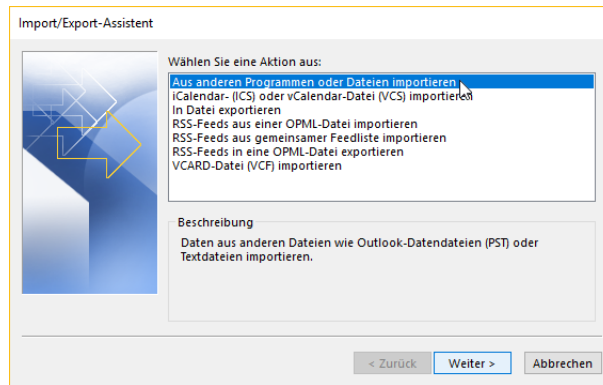 Import/Export-Assistent
Wählen Sie eine Aktion aus:
Aus anderen Programmen oder Dateien importieren
iCalendar- (ICS) oder vCalendar-Datei (VCS) importieren
In Datei exportieren
RSS-Feeds aus einer OPML-Datei importieren
RSS-Feeds aus gemeinsamer Feedliste importieren
RSS-Feeds in eine OPML-Datei exportieren
VCARD-Datei (VCF) importieren
Beschreibung
Daten aus anderen Dateien wie Outlook-Datendateien (PST) oder
Textdateien importieren.
< Zurück Weiter > Abbrechen